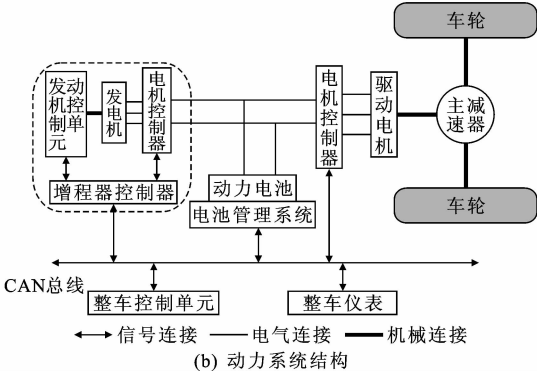 车轮
发动机控制单元
发电机
电机控制器
电机控制器
驱动电机
主减速器
增程器控制器
动力电池
电池管理系统
车轮
CAN总线
整车控制单元
整车仪表
信号连接
电气连接
机械连接
(b) 动力系统结构